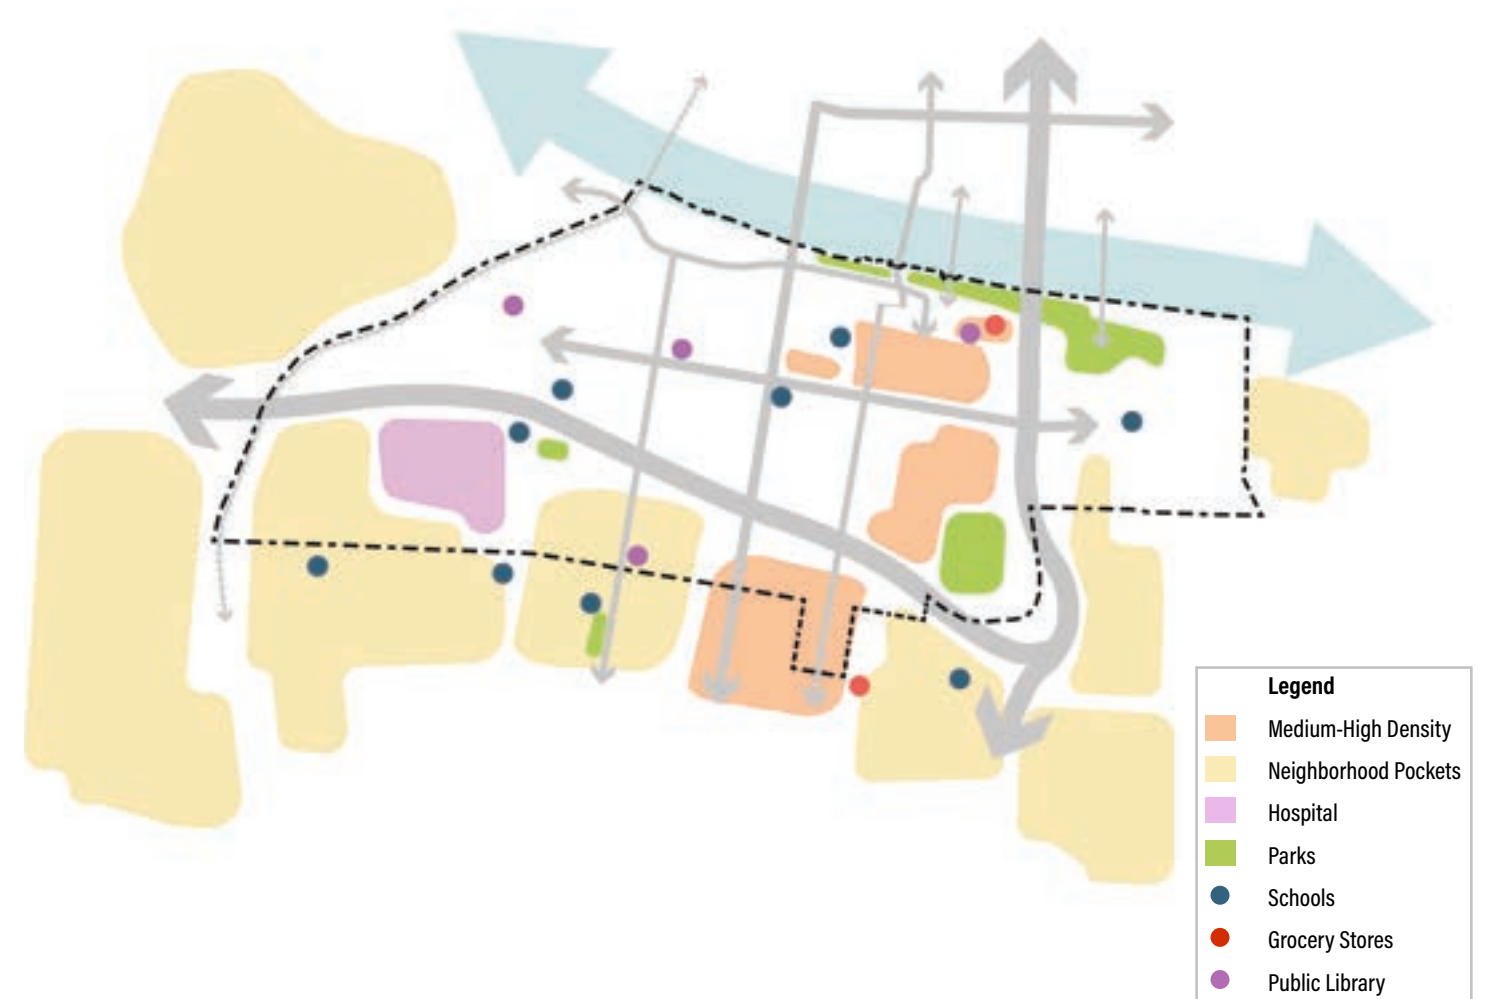 Legend
Medium-High Density
Neighborhood Pockets
Hospital
Parks
Schools
Grocery Stores
Public Library